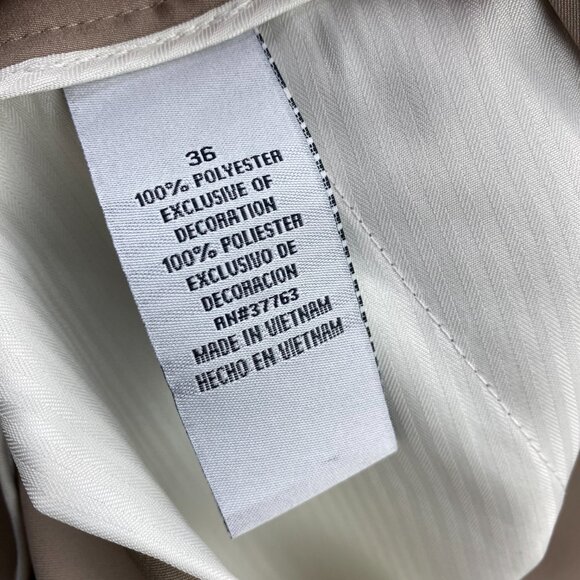 36
100% POLYESTER
EXCLUSIVE OF
DECORATION
100% POLIESTER
EXCLUSIVO DE
DECORACION
RN#37763
MADE IN VIETNAM
HECHO EN VIETNAM